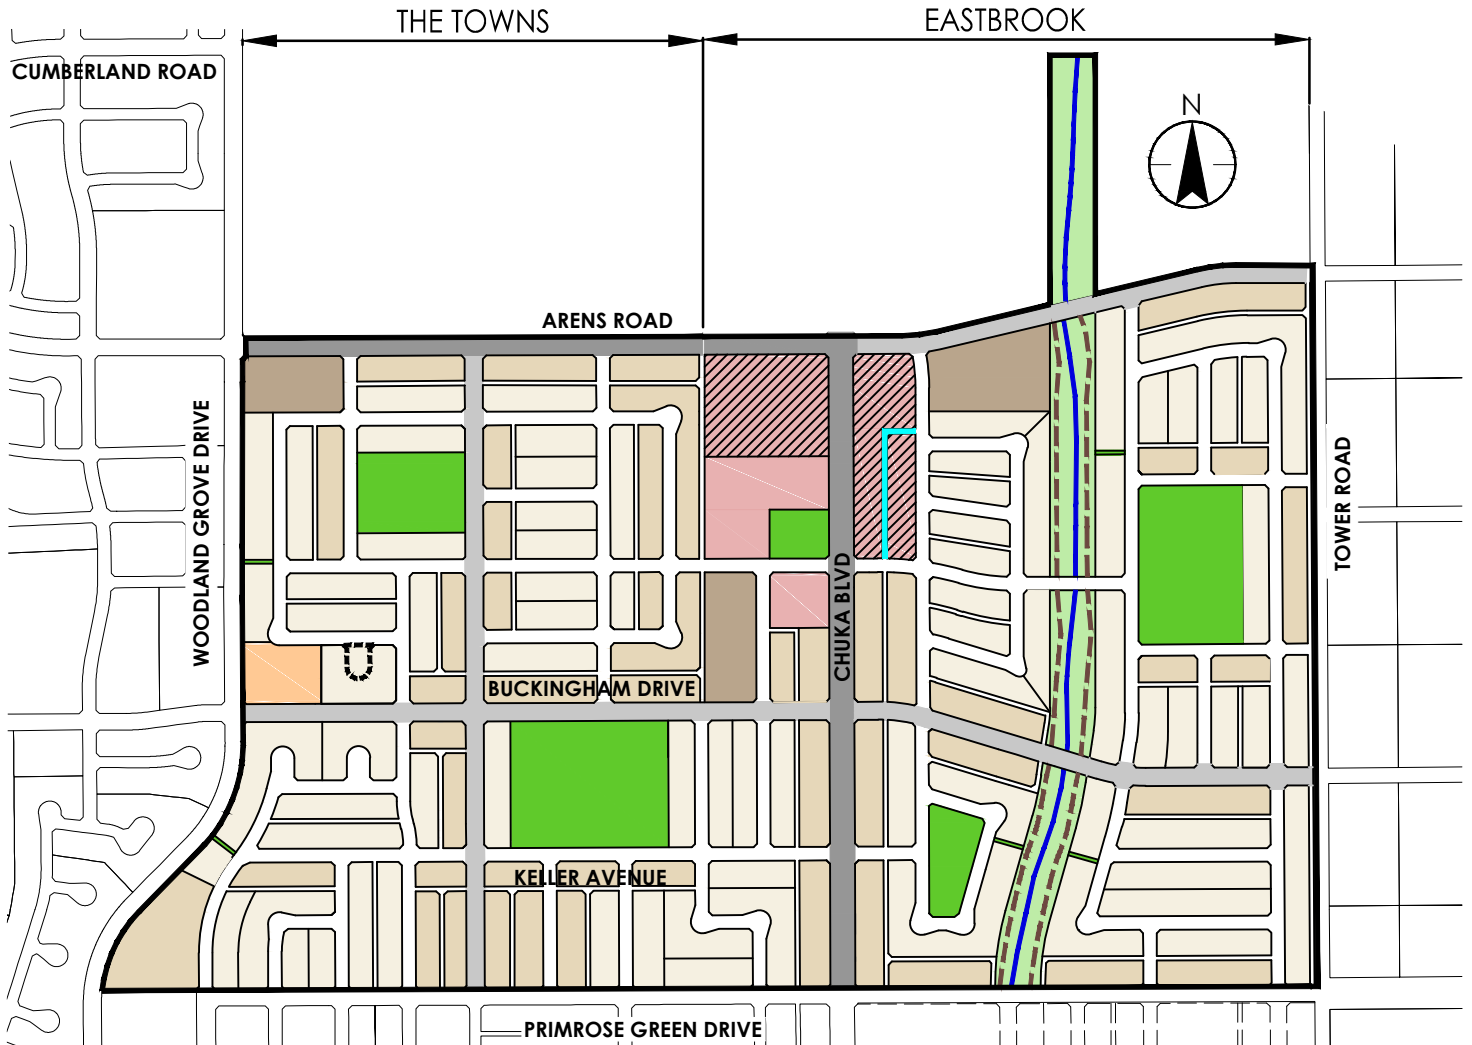 THE TOWNS
EASTBROOK
CUMBERLAND ROAD
N
ARENS ROAD
WOODLAND GROVE DRIVE
TOWER ROAD
CHUKA BLVD
BUCKINGHAM DRIVE
KELLER AVENUE
PRIMROSE GREEN DRIVE